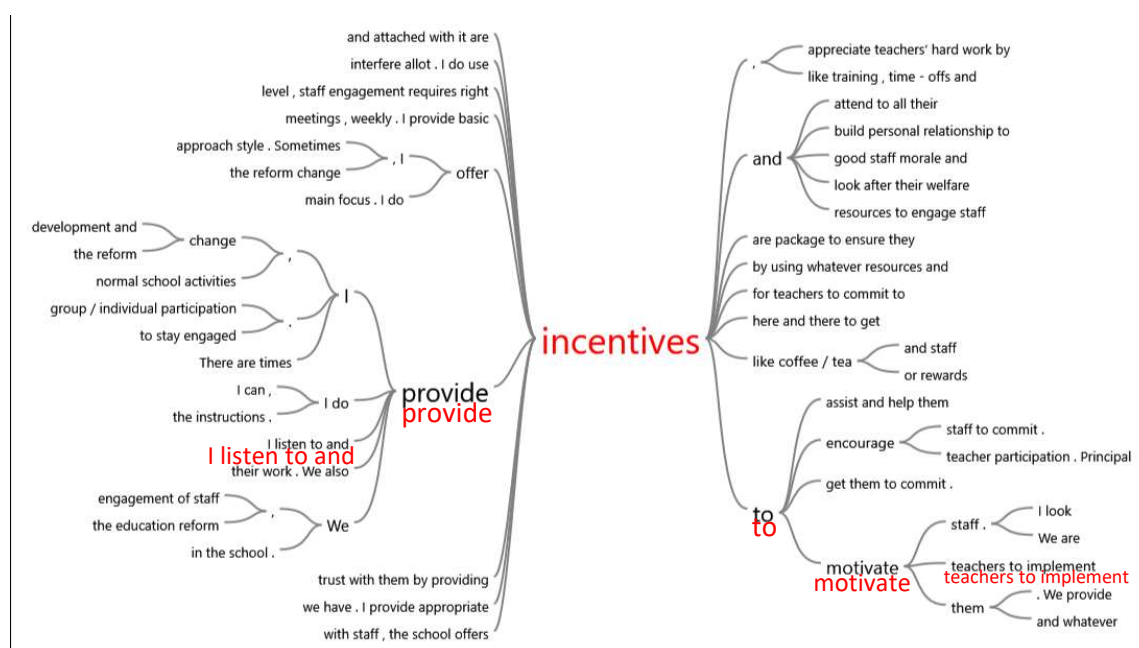 and attached with it are
interfere allot . I do use
level , staff engagement requires right
meetings , weekly . I provide basic
approach style . Sometimes
the reform change
, I
main focus . I do
offer
development and
the reform
change
normal school activities
,
group / individual participation
to stay engaged
.
There are times
I
I can ,
the instructions .
I do
I listen to and
I listen to and
their work . We also
engagement of staff
the education reform
,
in the school .
We
provide
provide
trust with them by providing
we have . I provide appropriate
with staff , the school offers
incentives
,
appreciate teachers' hard work by
like training , time - offs and
and
attend to all their
build personal relationship to
good staff morale and
look after their welfare
resources to engage staff
are package to ensure they
by using whatever resources and
for teachers to commit to
here and there to get
like coffee / tea
and staff
or rewards
to
to
assist and help them
encourage
staff to commit .
teacher participation . Principal
get them to commit .
motivate
motivate
staff .
I look
We are
teachers to implement
teachers to implement
them
. We provide
and whatever